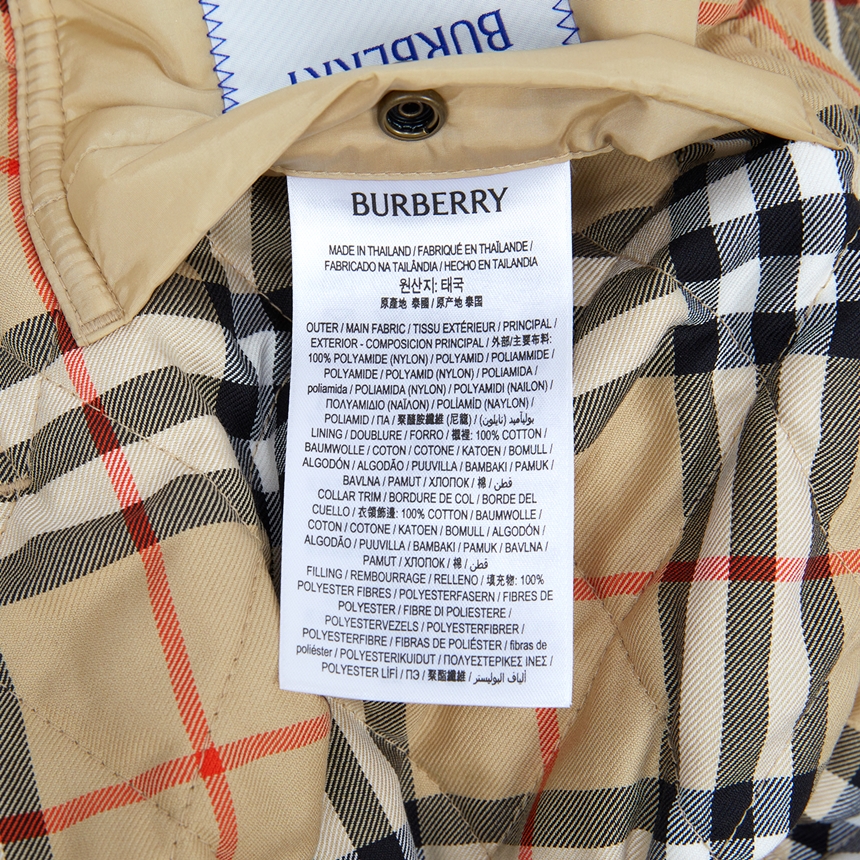 BURBERRY
BURBERRY
MADE IN THAILAND / FABRIQUÉ EN THAÏLANDE /
FABRICADO NA TAILÂNDIA / HECHO EN TAILANDIA
원산지: 태국
原產地 泰國 / 原产地 泰国
OUTER / MAIN FABRIC / TISSU EXTÉRIEUR / PRINCIPAL /
EXTERIOR - COMPOSICIÓN PRINCIPAL / 外部/主要布料:
100% POLYAMIDE (NYLON) / POLYAMID / POLIAMMIDE /
POLYAMIDE / POLYAMID (NYLON) / POLIAMIDA /
poliamida / POLIAMIDA (NYLON) / POLYAMIDI (NAILON) /
ΠΟΛΥΑΜΙΔΙΟ (ΝΑΪΛΟΝ) / POLİAMİD (NAYLON) /
POLIAMID / ПА / 聚醯胺纖維 (尼龍) / بولياميد (نايلون) /
LINING / DOUBLURE / FORRO / 襯裡: 100% COTTON /
BAUMWOLLE / COTON / COTONE / KATOEN / BOMULL /
ALGODÓN / ALGODÃO / PUUVILLA / BAMBAKI / PAMUK /
BAVLNA / PAMUT / ХЛОПОК / 棉 / قطن /
COLLAR TRIM / BORDURE DE COL / BORDE DEL
CUELLO / 衣領飾邊: 100% COTTON / BAUMWOLLE /
COTON / COTONE / KATOEN / BOMULL / ALGODÓN /
ALGODÃO / PUUVILLA / BAMBAKI / PAMUK / BAVLNA /
PAMUT / ХЛОПОК / 棉 / قطن /
FILLING / REMBOURRAGE / RELLENO / 填充物: 100%
POLYESTER FIBRES / POLYESTERFASERN / FIBRES DE
POLYESTER / FIBRE DI POLIESTERE /
POLYESTERVEZELS / POLYESTERFIBRER /
POLYESTERFIBRE / FIBRAS DE POLIÉSTER / fibras de
poliéster / POLYESTERIKUIDUT / ΠΟΛΥΕΣΤΕΡΙΚΕΣ ΙΝΕΣ /
POLYESTER LİFİ / ПЭ / 聚酯纖維 / ألياف البوليستر /